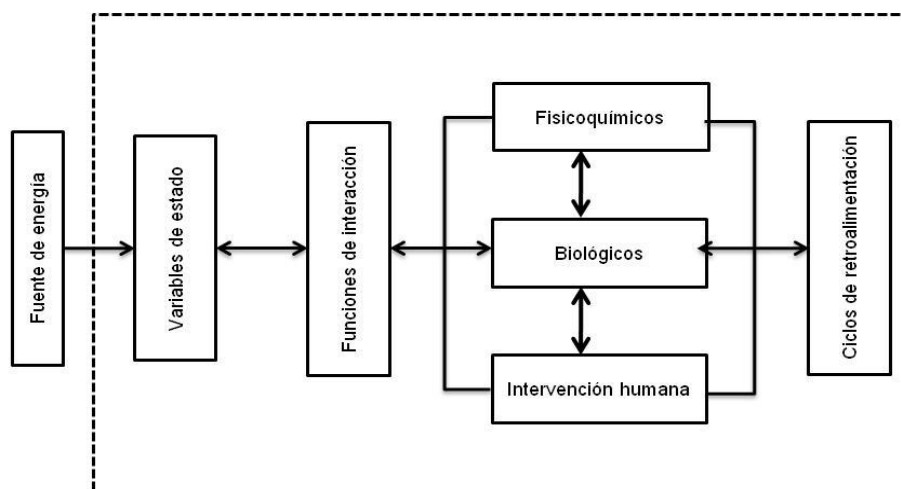 Fuente de energía
Variables de estado
Funciones de interacción
Fisicoquímicos
Biológicos
Intervención humana
Ciclos de retroalimentación